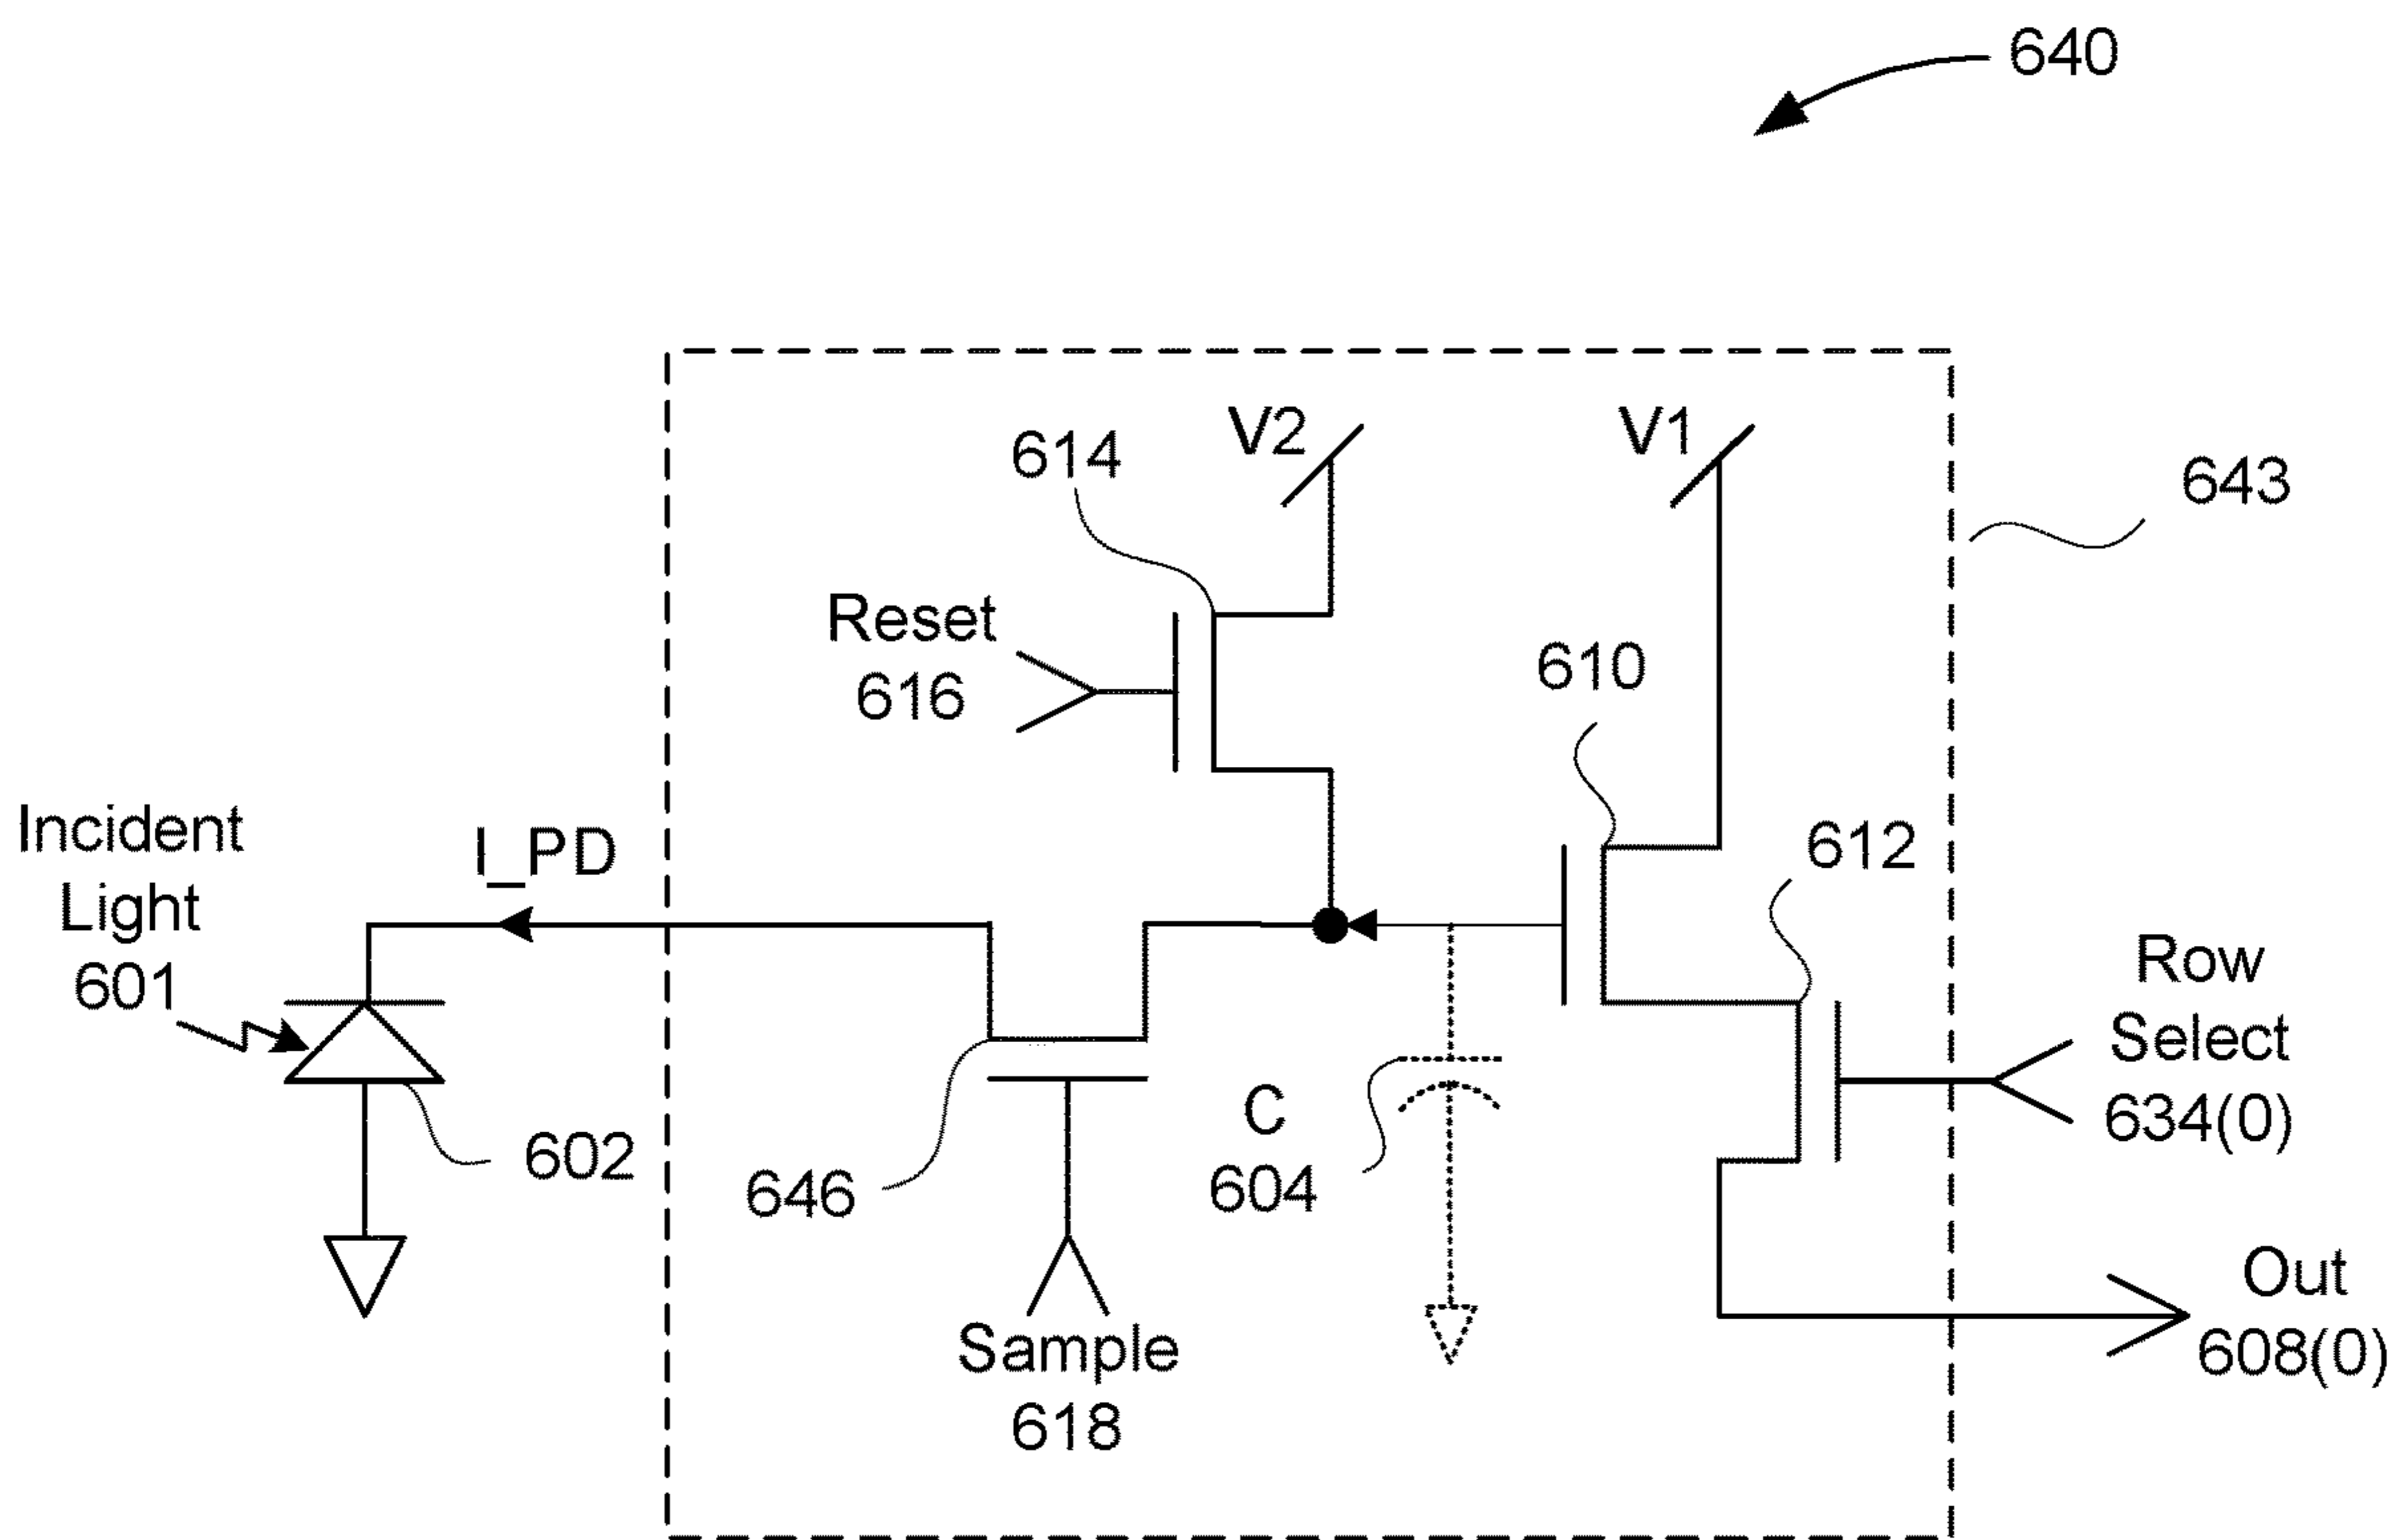 640
V2
V1
614
643
Reset
616
610
Incident
Light
601
I_PD
612
Row
Select
634(0)
602
646
C
604
Sample
618
Out
608(0)